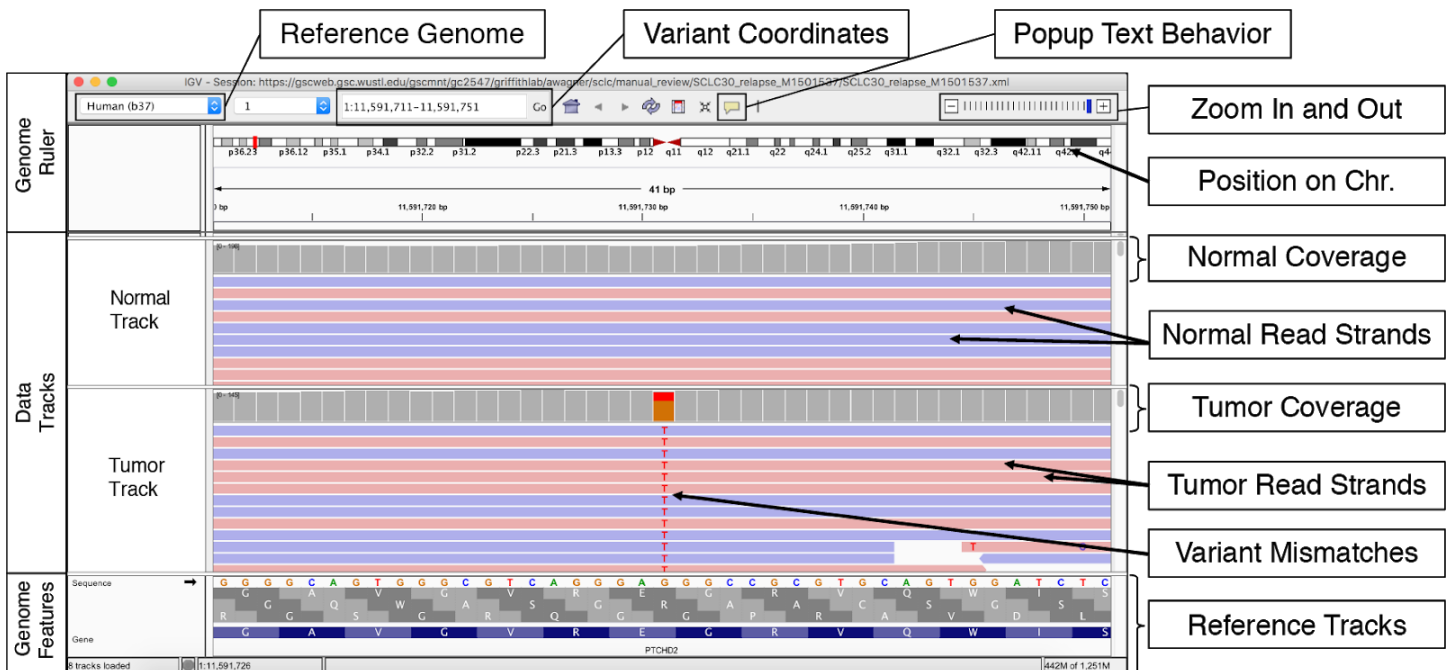 Reference Genome
Variant Coordinates
Popup Text Behavior
IGV - Session: https://gscweb.gsc.wustl.edu/gscmnt/gc2547/griffithlab/awagner/sclc/manual_review/SCLC30_relapse_M1501537/SCLC30_relapse_M1501537.xml
Human (b37) 1 1:11,591,711-11,591,751 Go
Zoom In and Out
Genome Ruler
p36.23 p36.12 p35.1 p34.1 p32.2 p31.2 p22.3 p21.3 p13.3 p12 q11 q12 q21.1 q22 q24.1 q25.2 q31.1 q32.1 q32.3 q42.11 q42. q4
Position on Chr.
41 bp
bp 11,591,720 bp 11,591,730 bp 11,591,740 bp 11,591,750 bp
[0 - 198]
Normal Coverage
Data Tracks
Normal
Track
Normal Read Strands
[0 - 145]
Tumor Coverage
T
T
T
T
T
T
T
T
T
T
T T
T
T
Tumor
Track
Tumor Read Strands
Variant Mismatches
Genome Features
Sequence
G G G G C A G T G G G C G T C A G G G A G G G C C G C G T G C A G T G G A T C T C
G A V G V R E G R V Q W I S
G Q W A S G R A A C S G S
R G S G R Q G G P R A V D L
Gene
G A V G V R E G R V Q W I S
PTCHD2
Reference Tracks
8 tracks loaded 1:11,591,726 442M of 1,251M